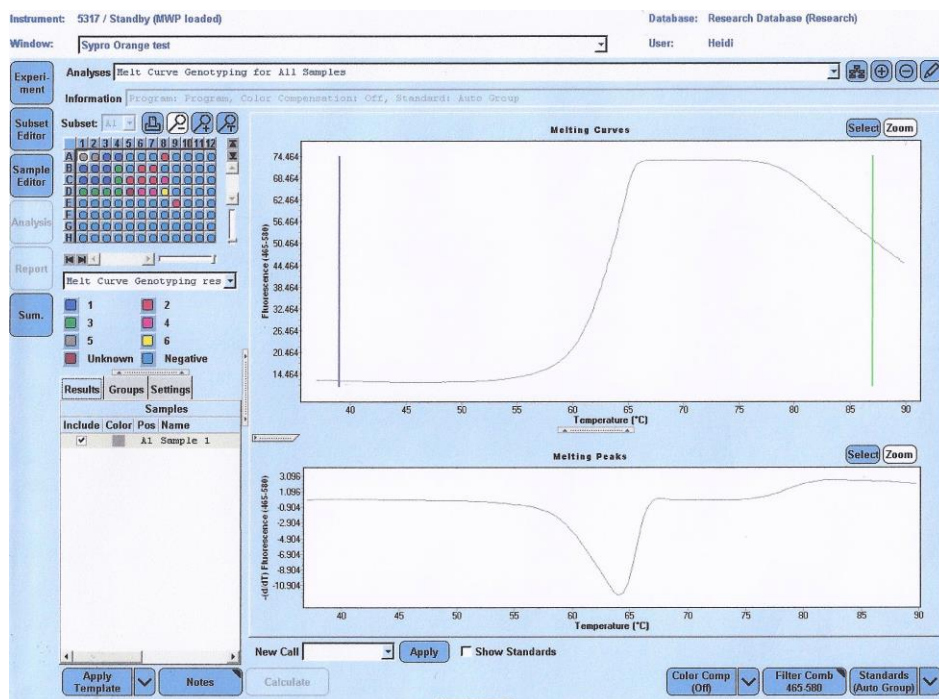 Instrument: 5317 / Standby (MWP loaded) Database: Research Database (Research)
Window: Sypro Orange test User: Heidi
Experi-
ment
Analyses Melt Curve Genotyping for All Samples
Information Program: Program, Color Compensation: Off, Standard: Auto Group
Subset
Editor
Subset: A1
1 2 3 4 5 6 7 8 9 10 11 12
A
B
C
D
E
F
G
H
Sample
Editor
Analysis
Report
Sum.
Melt Curve Genotyping res
1 2
3 4
5 6
Unknown Negative
Results Groups Settings
Samples
Include Color Pos Name
A1 Sample 1
Melting Curves
Select Zoom
Fluorescence (465-580)
74.464
68.464
62.464
56.464
50.464
44.464
38.464
32.464
26.464
20.464
14.464
40 45 50 55 60 65 70 75 80 85 90
Temperature (°C)
Melting Peaks
Select Zoom
-(d/dT) Fluorescence (465-580)
3.096
1.096
-0.904
-2.904
-4.904
-6.904
-8.904
-10.904
40 45 50 55 60 65 70 75 80 85 90
Temperature (°C)
New Call Apply Show Standards
Apply
Template
Notes
Calculate
Color Comp
(Off)
Filter Comb
465-580
Standards
(Auto Group)